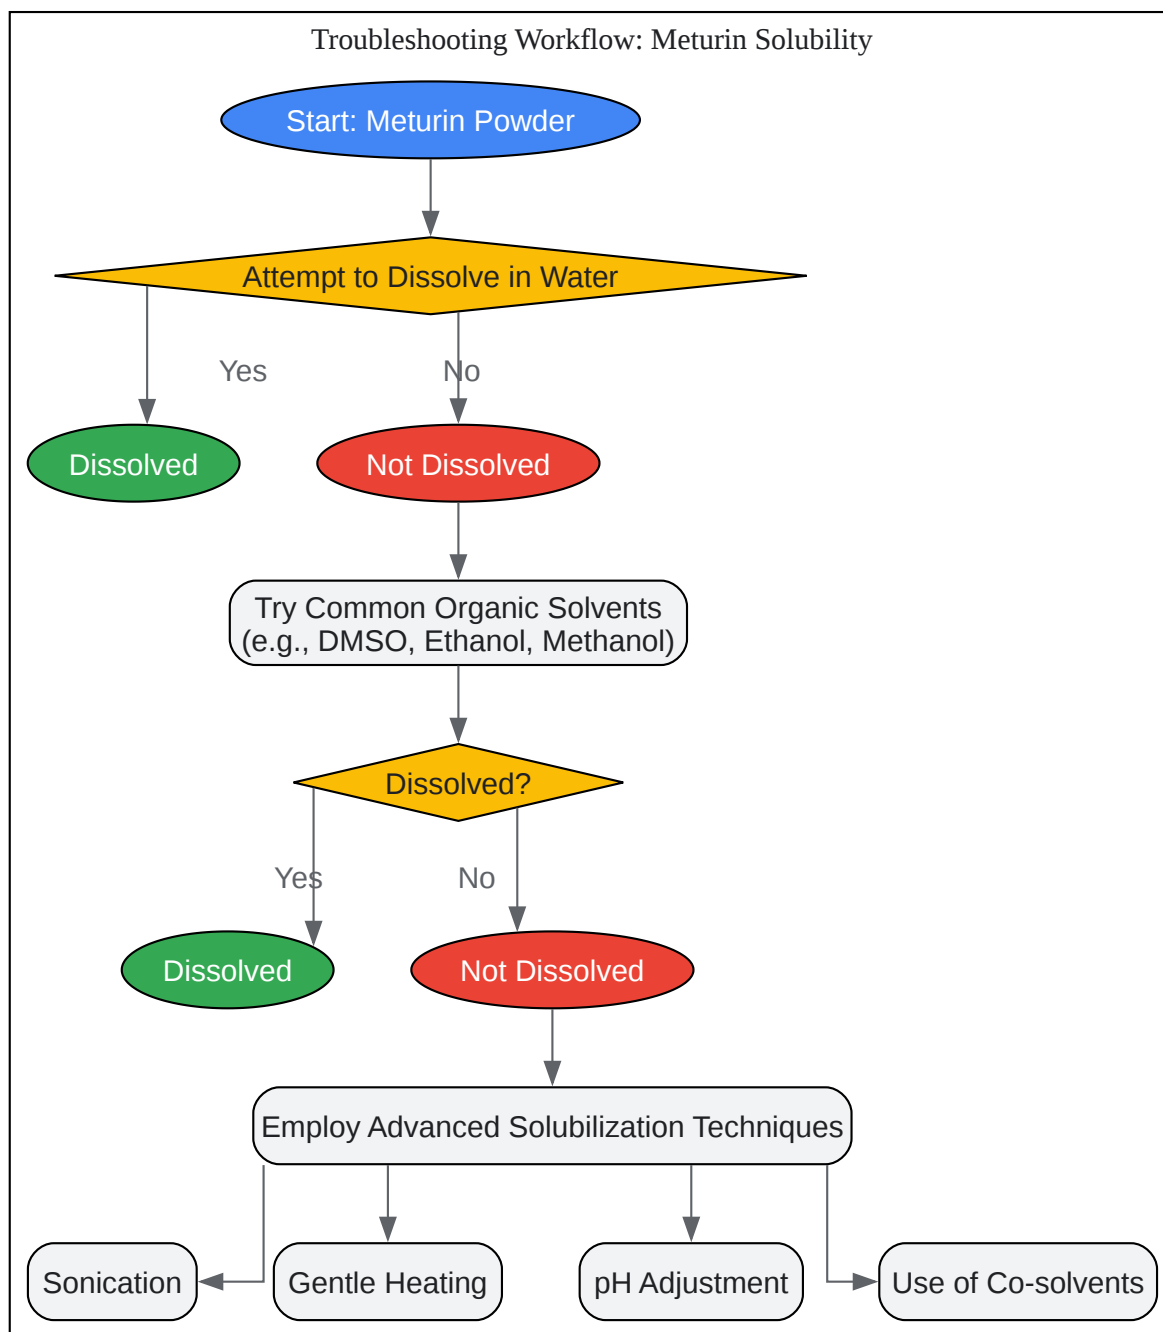 Troubleshooting Workflow: Meturin Solubility
Start: Meturin Powder
Attempt to Dissolve in Water
Yes
No
Dissolved
Not Dissolved
Try Common Organic Solvents
(e.g., DMSO, Ethanol, Methanol)
Dissolved?
Yes
No
Dissolved
Not Dissolved
Employ Advanced Solubilization Techniques
Sonication
Gentle Heating
pH Adjustment
Use of Co-solvents